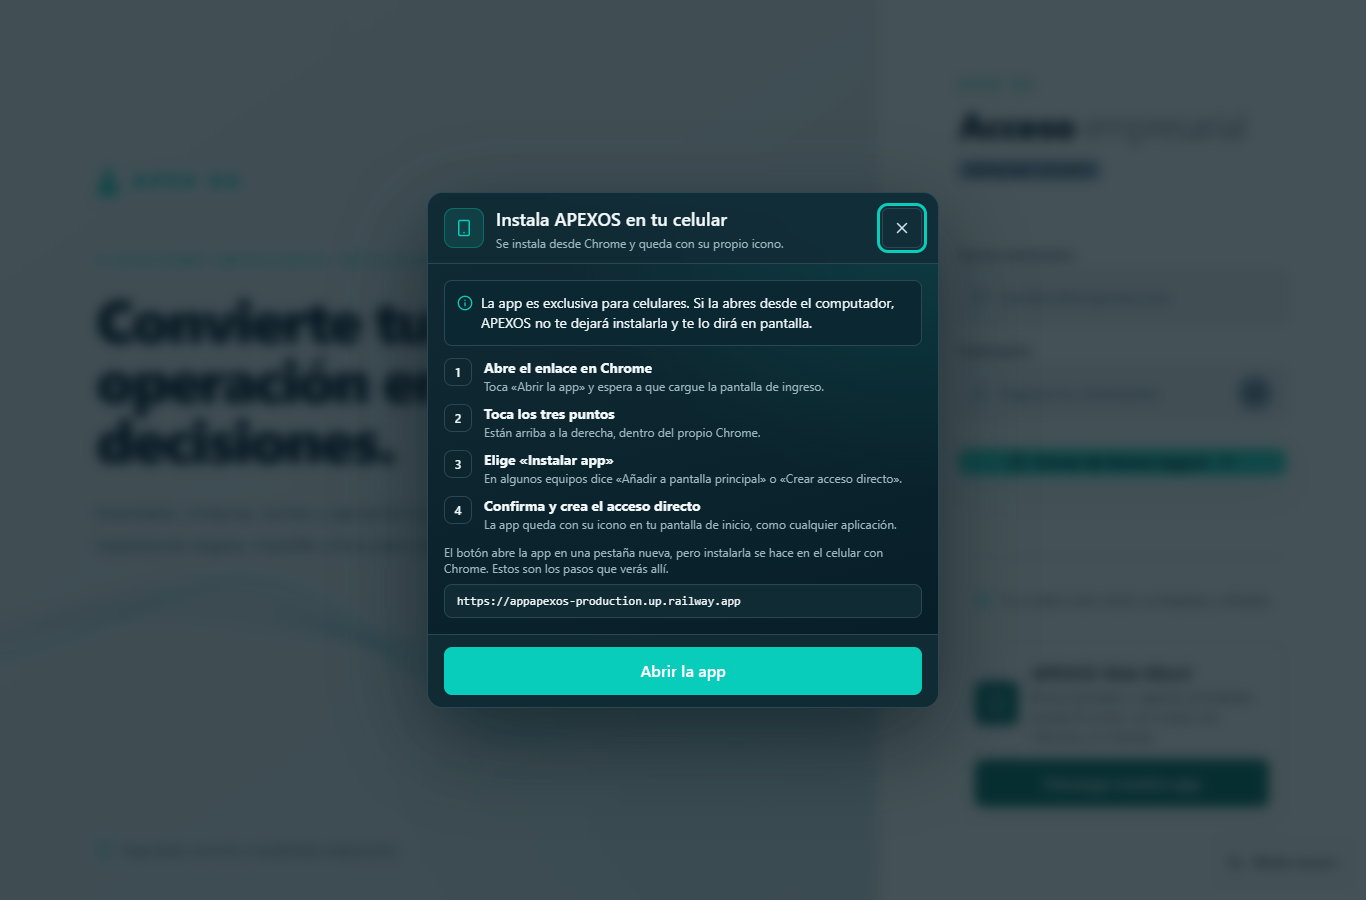 Acceso empresarial
Convierte tu
operación en
decisiones.
Instala APEXOS en tu celular
Se instala desde Chrome y queda con su propio icono.
La app es exclusiva para celulares. Si la abres desde el computador,
APEXOS no te dejará instalarla y te lo dirá en pantalla.
1 Abre el enlace en Chrome
Toca «Abrir la app» y espera a que cargue la pantalla de ingreso.
2 Toca los tres puntos
Están arriba a la derecha, dentro del propio Chrome.
3 Elige «Instalar app»
En algunos equipos dice «Añadir a pantalla principal» o «Crear acceso directo».
4 Confirma y crea el acceso directo
La app queda con su icono en tu pantalla de inicio, como cualquier aplicación.
El botón abre la app en una pestaña nueva, pero instalarla se hace en el celular con
Chrome. Estos son los pasos que verás allí.
https://appapexos-production.up.railway.app
Abrir la app